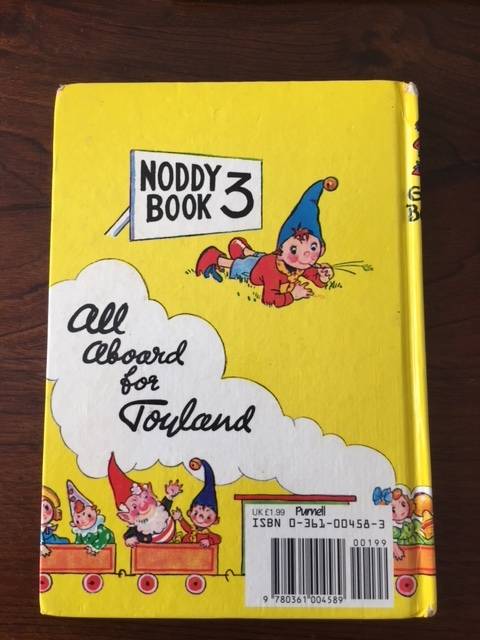 NODDY
BOOK 3
All
aboard
for
Toyland
UK £1.99 Purnell
ISBN 0-361-00458-3
00199
9 780361 004589